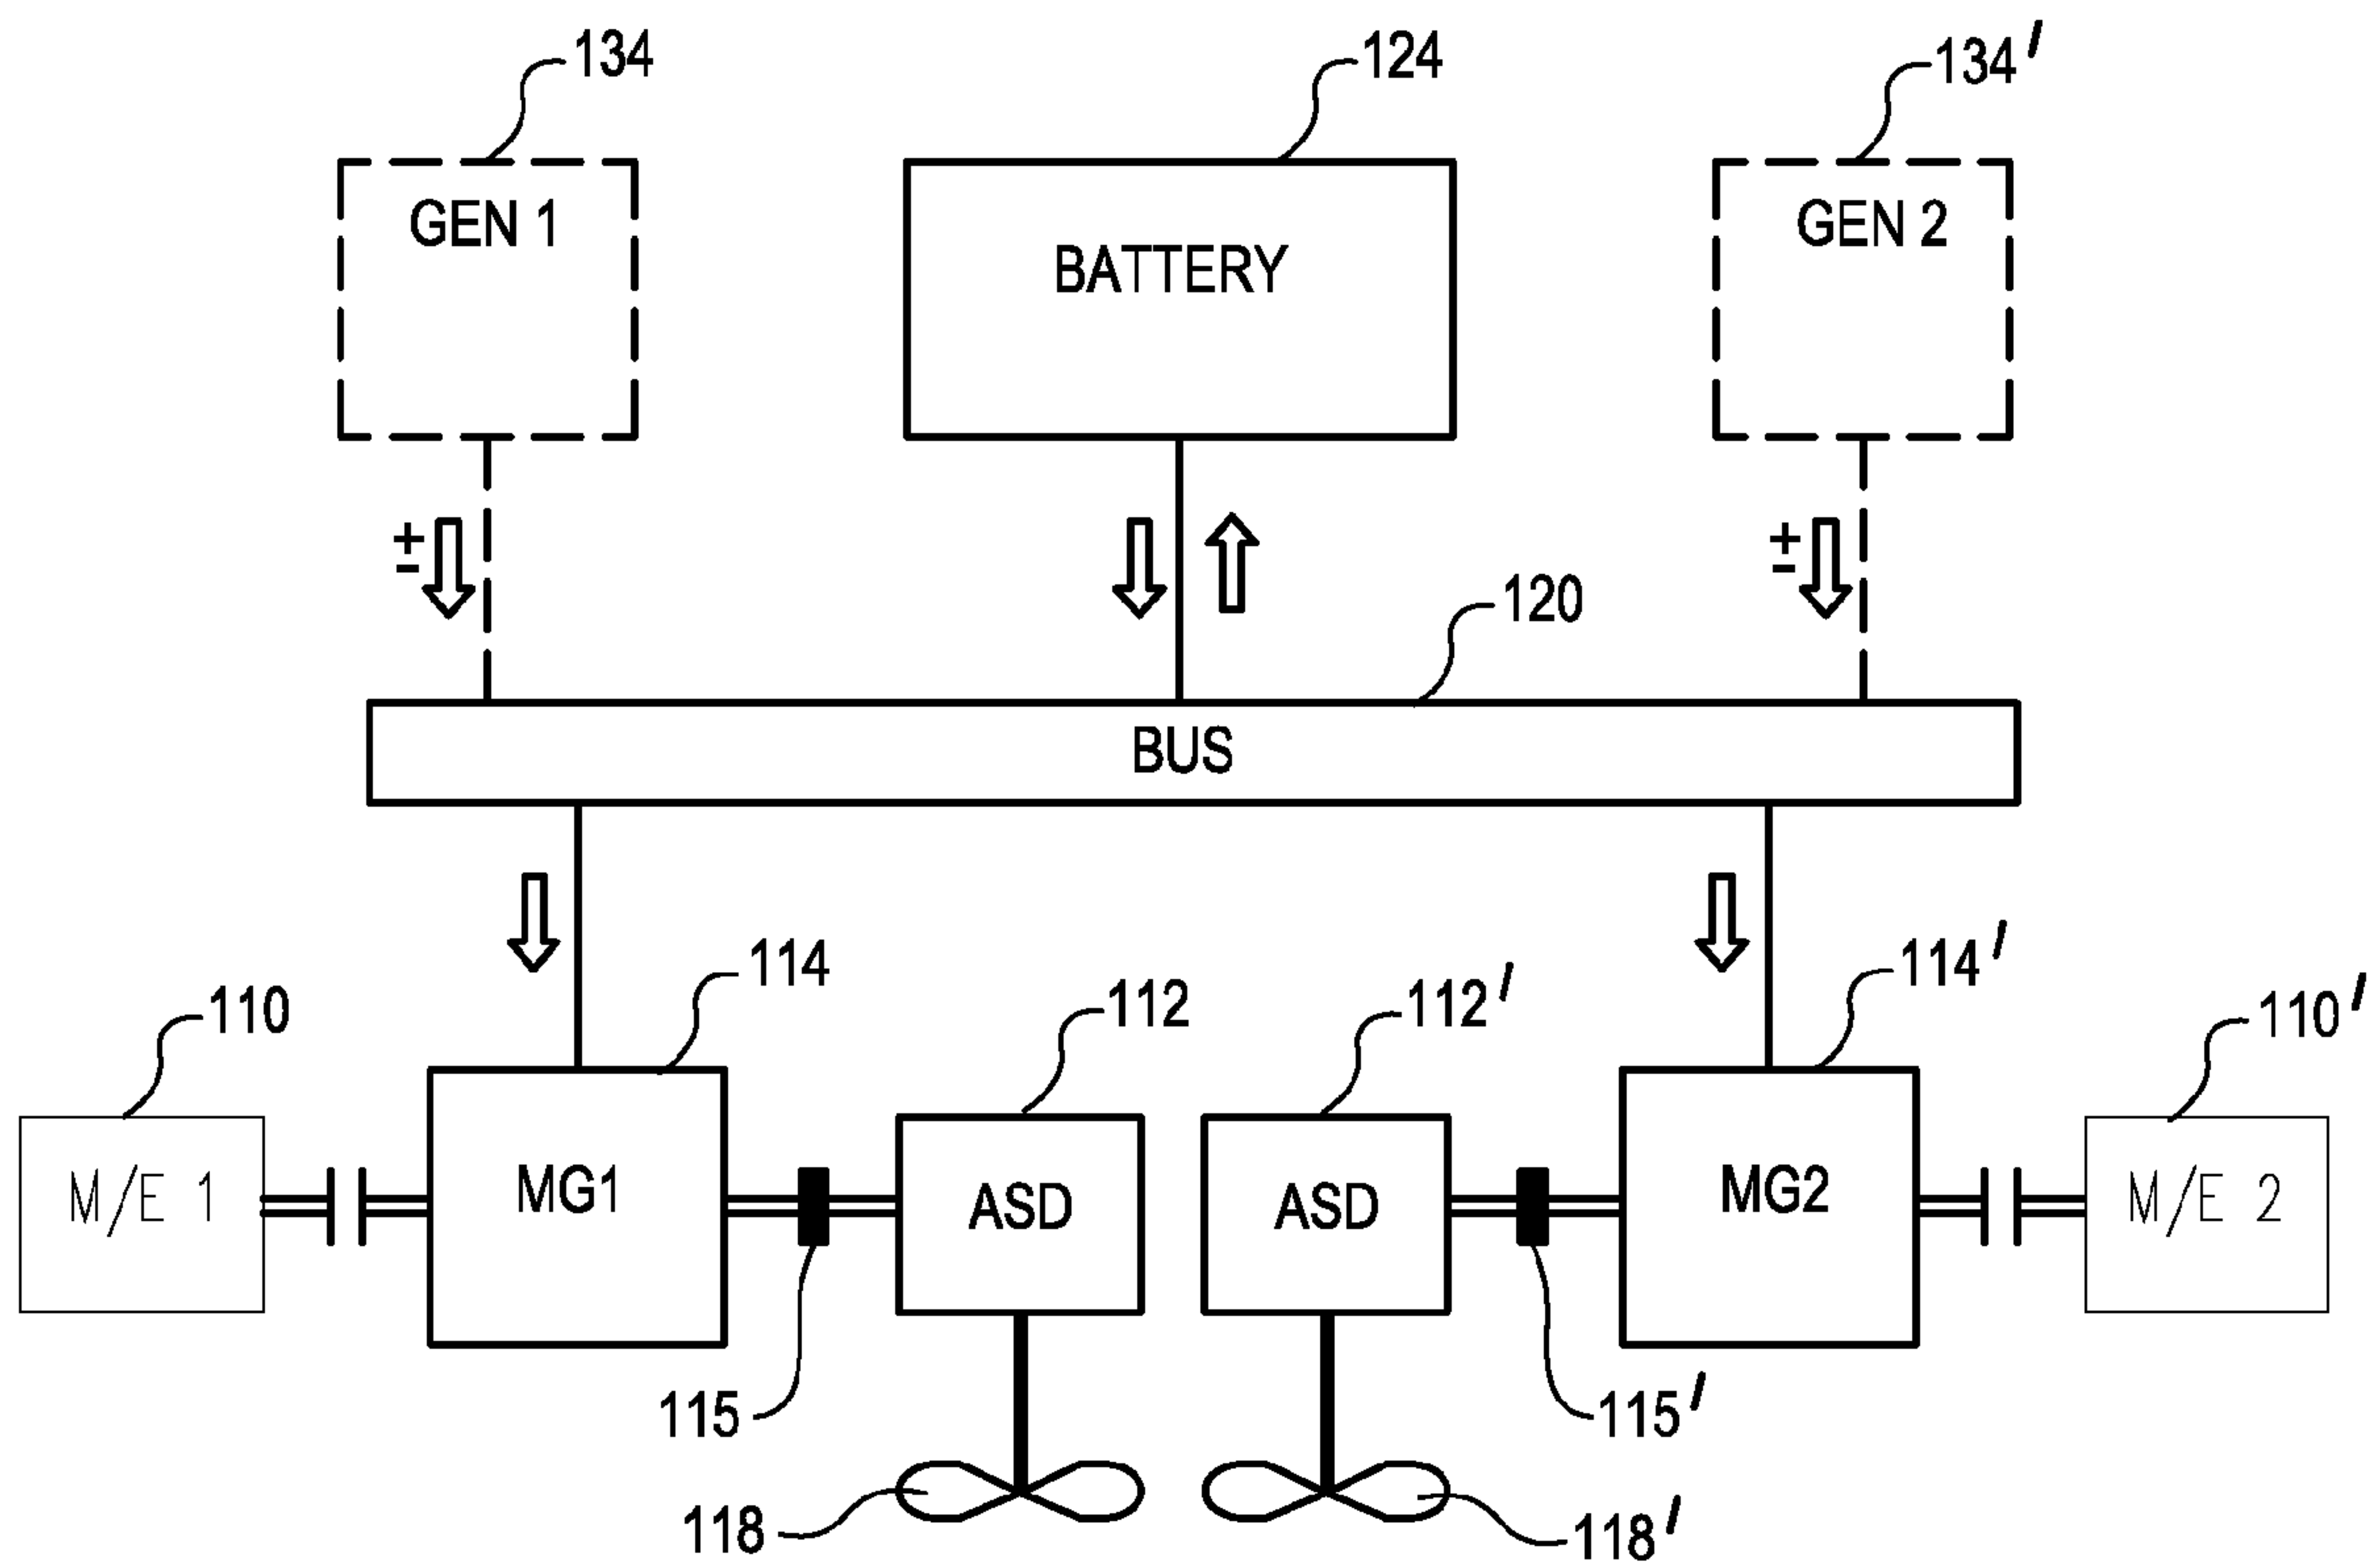 134
124
134'
GEN 1
BATTERY
GEN 2
±
±
120
BUS
110
114
112
112'
114'
110'
M/E 1
MG1
ASD
ASD
MG2
M/E 2
115
115'
118
118'